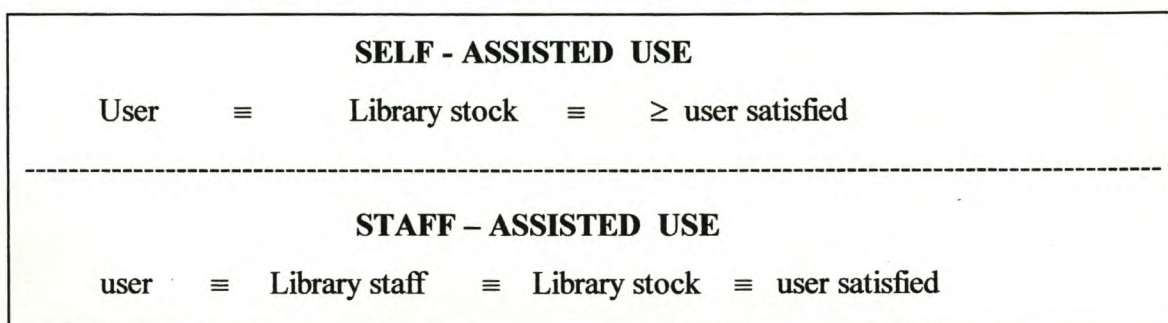 SELF - ASSISTED USE
User ≡ Library stock ≡ ≥ user satisfied
STAFF – ASSISTED USE
user ≡ Library staff ≡ Library stock ≡ user satisfied